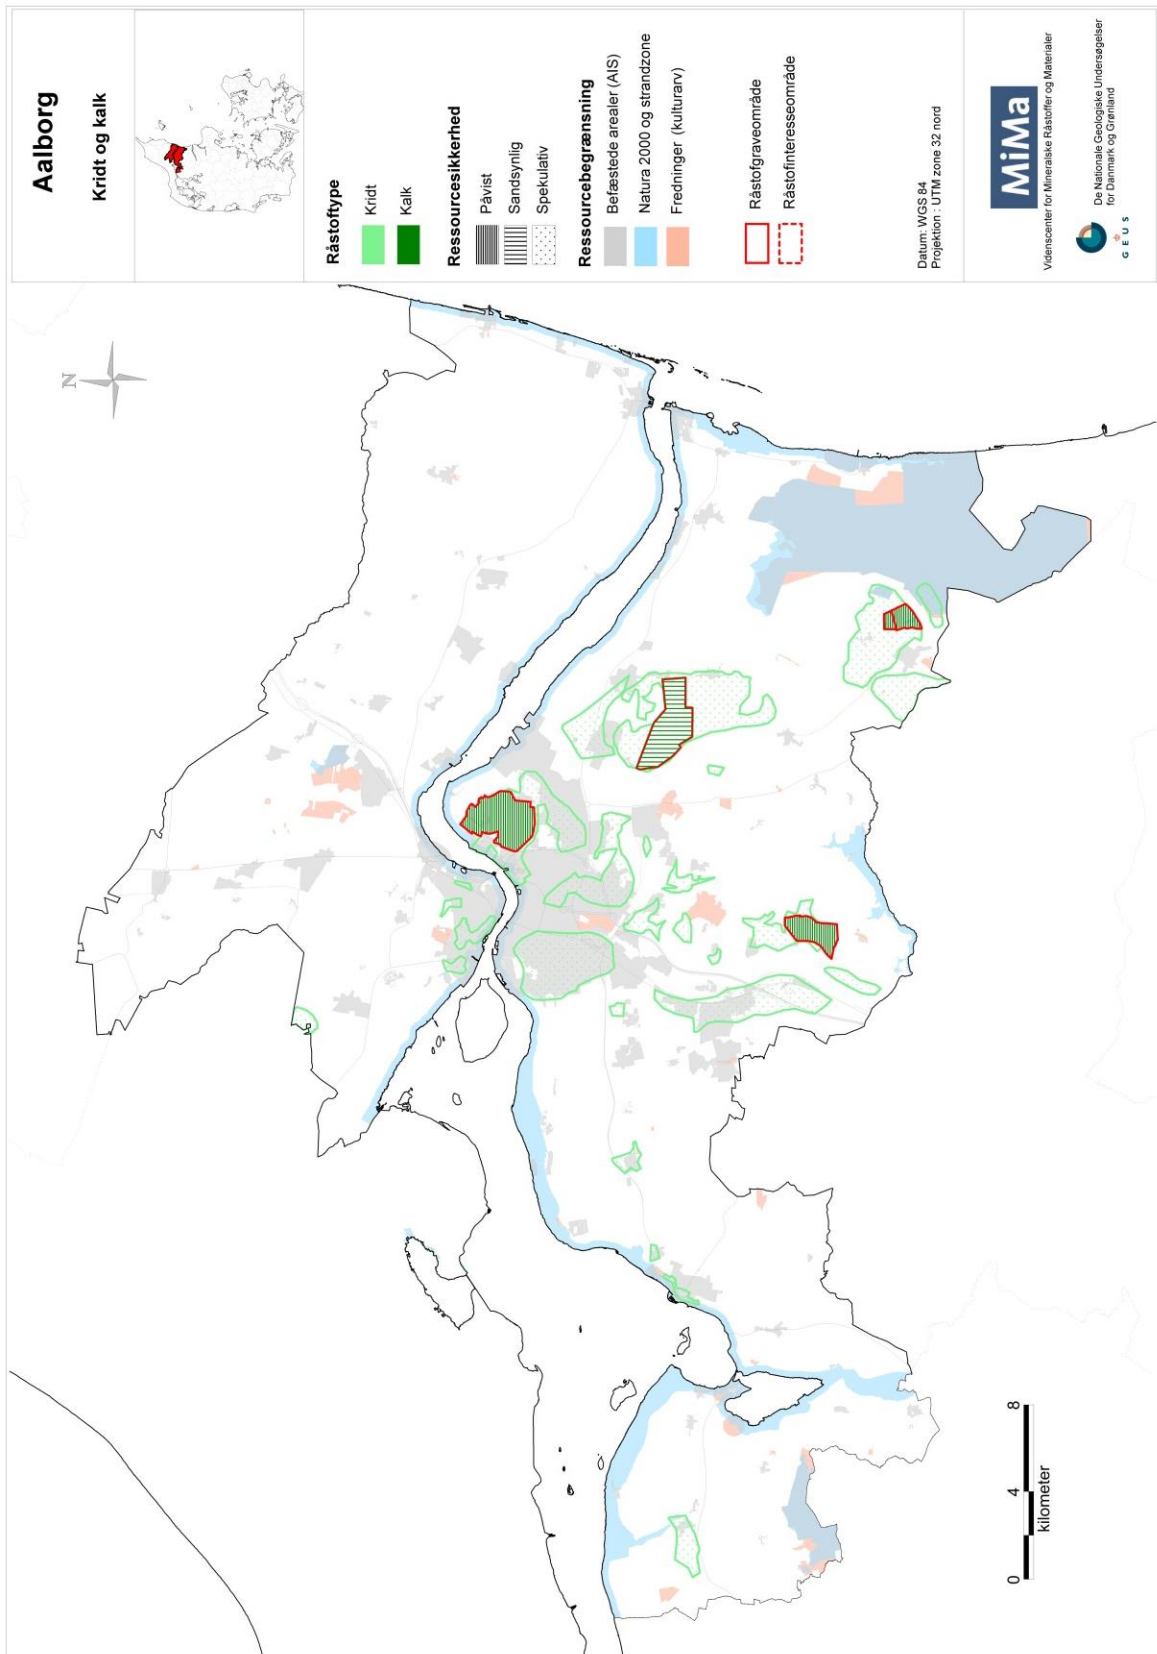 Aalborg
Kridt og kalk
Råstoftype
Kridt
Kalk
Ressourcesikkerhed
Påvist
Sandsynlig
Spekulativ
Ressourcebegrænsning
Befæstede arealer (AIS)
Natura 2000 og strandzone
Fredninger (kulturarv)
Råstofgraveområde
Råstofinteresseområde
Datum: WGS 84
Projektion : UTM zone 32 nord
MiMa
Videnscenter for Mineralske Råstoffer og Materialer
G E U S
De Nationale Geologiske Undersøgelser
for Danmark og Grønland
N
0 4 8
kilometer